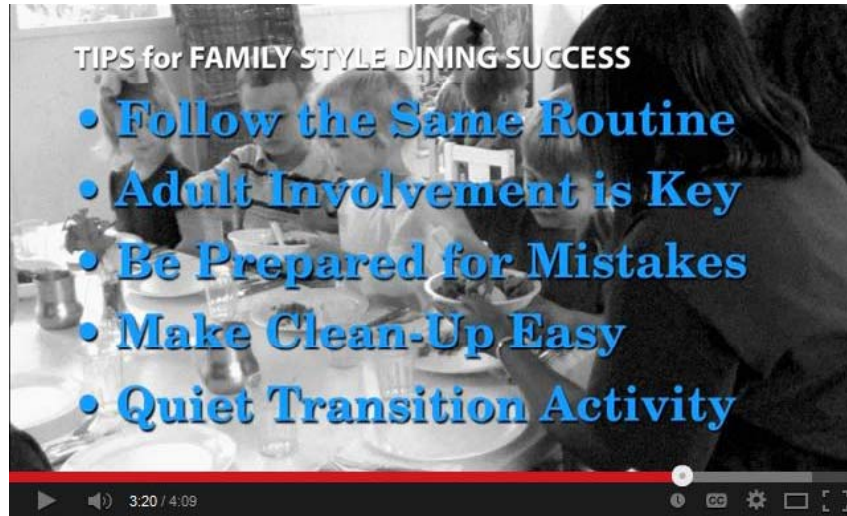 TIPS for FAMILY STYLE DINING SUCCESS
• Follow the Same Routine
• Adult Involvement is Key
• Be Prepared for Mistakes
• Make Clean-Up Easy
• Quiet Transition Activity
3:20 / 4:09 CC